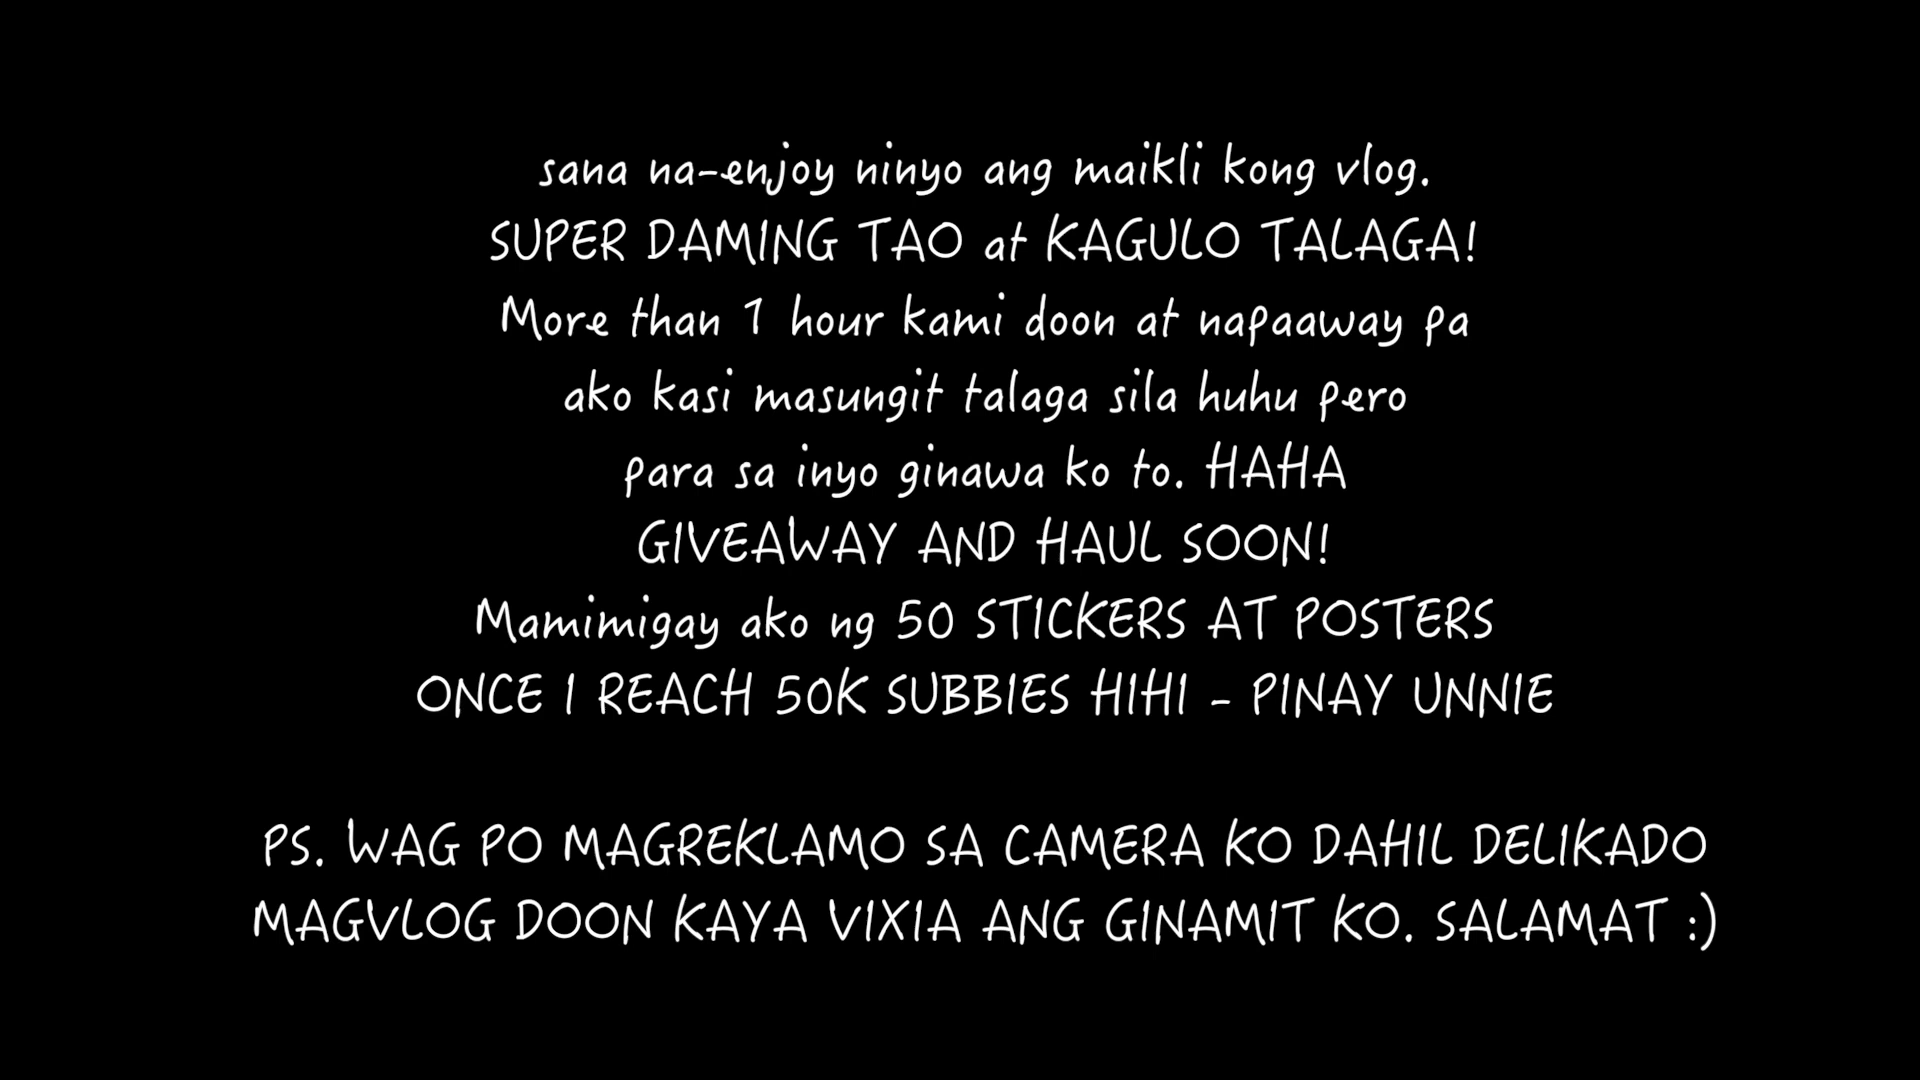 sana na-enjoy ninyo ang maikli kong vlog.
SUPER DAMING TAO at KAGULO TALAGA!
More than 1 hour kami doon at napaaway pa
ako kasi masungit talaga sila huhu pero
para sa inyo ginawa ko to. HAHA
GIVEAWAY AND HAUL SOON!
Mamimigay ako ng 50 STICKERS AT POSTERS
ONCE I REACH 50K SUBBIES HIHI - PINAY UNNIE
PS. WAG PO MAGREKLAMO SA CAMERA KO DAHIL DELIKADO
MAGVLOG DOON KAYA VIXIA ANG GINAMIT KO. SALAMAT :)